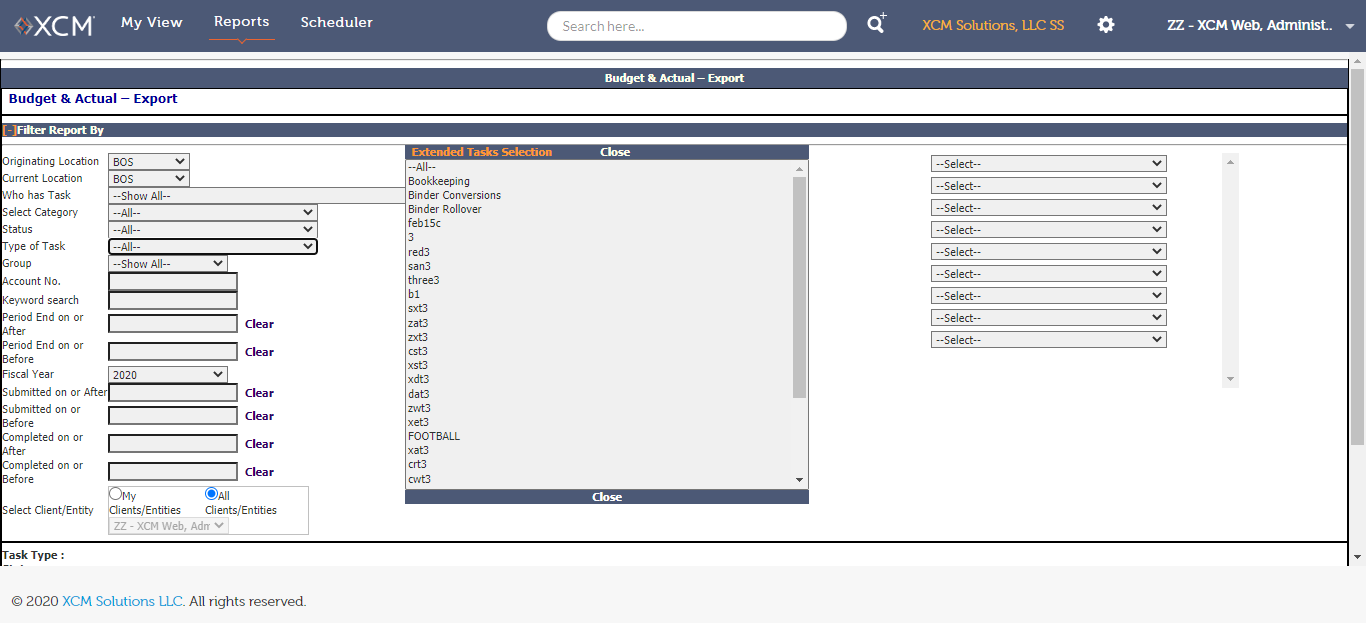 XCM My View Reports Scheduler Search here... XCM Solutions, LLC SS ZZ - XCM Web, Administ..
Budget & Actual – Export
Budget & Actual – Export
[-]Filter Report By
Originating Location BOS
Current Location BOS
Who has Task --Show All--
Select Category --All--
Status --All--
Type of Task --All--
Group --Show All--
Account No.
Keyword search
Period End on or
After Clear
Period End on or
Before Clear
Fiscal Year 2020
Submitted on or After Clear
Submitted on or
Before Clear
Completed on or
After Clear
Completed on or
Before Clear
Select Client/Entity
My
Clients/Entities
All
Clients/Entities
ZZ - XCM Web, Adm
Extended Tasks Selection Close
--All--
Bookkeeping
Binder Conversions
Binder Rollover
feb15c
3
red3
san3
three3
b1
sxt3
zat3
zxt3
cst3
xst3
xdt3
dat3
zwt3
xet3
FOOTBALL
xat3
crt3
cwt3
Close
--Select--
--Select--
--Select--
--Select--
--Select--
--Select--
--Select--
--Select--
--Select--
Task Type :
© 2020 XCM Solutions LLC. All rights reserved.